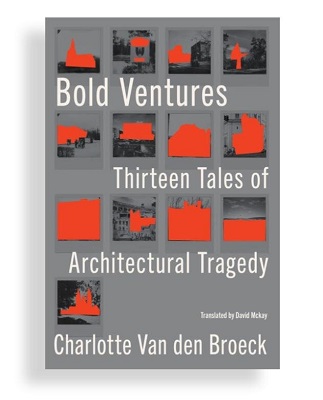 Bold Ventures
Thirteen Tales of
Architectural Tragedy
Translated by David Mckay
Charlotte Van den Broeck